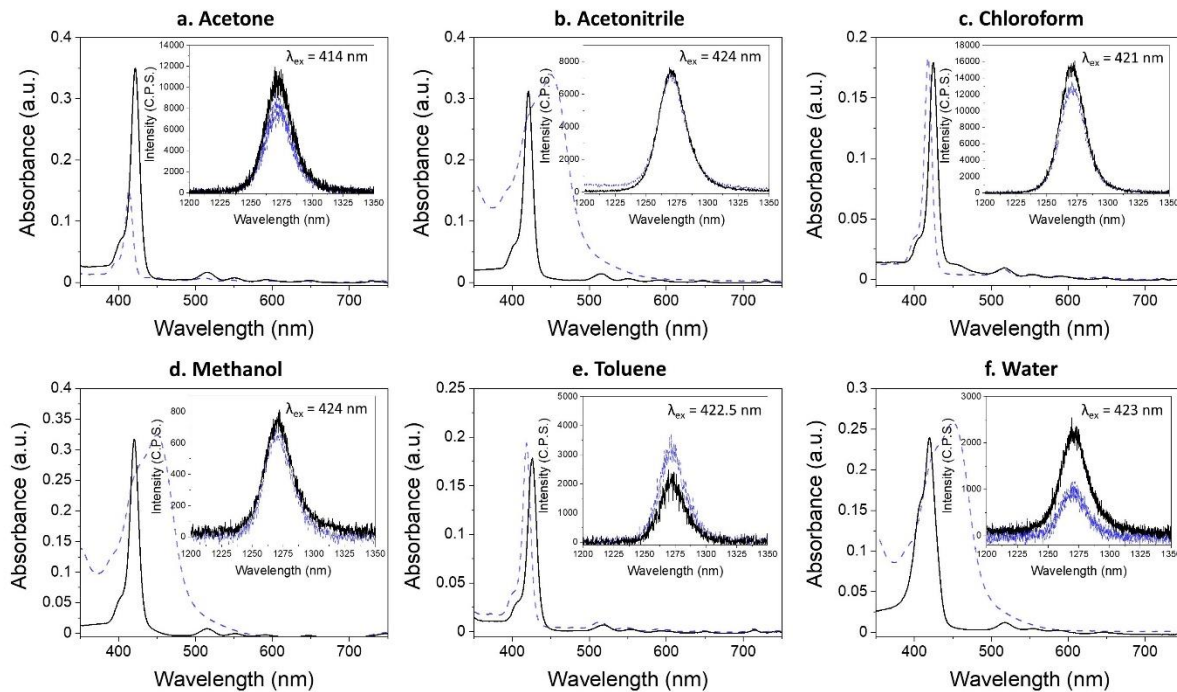 a. Acetone
0.4
0.3
0.2
0.1
0
400 500 600 700
Absorbance (a.u.)
Wavelength (nm)
λex = 414 nm
14000
12000
10000
8000
6000
4000
2000
0
1200 1225 1250 1275 1300 1325 1350
Intensity (C.P.S.)
Wavelength (nm)
b. Acetonitrile
0.4
0.3
0.2
0.1
0
400 500 600 700
Absorbance (a.u.)
Wavelength (nm)
λex = 424 nm
8000
6000
4000
2000
0
1200 1225 1250 1275 1300 1325 1350
Intensity (C.P.S.)
Wavelength (nm)
c. Chloroform
0.2
0.15
0.1
0.05
0
400 500 600 700
Absorbance (a.u.)
Wavelength (nm)
λex = 421 nm
18000
16000
14000
12000
10000
8000
6000
4000
2000
0
1200 1225 1250 1275 1300 1325 1350
Intensity (C.P.S.)
Wavelength (nm)
d. Methanol
0.4
0.35
0.3
0.25
0.2
0.15
0.1
0.05
0
400 500 600 700
Absorbance (a.u.)
Wavelength (nm)
λex = 424 nm
800
600
400
200
0
1200 1225 1250 1275 1300 1325 1350
Intensity (C.P.S.)
Wavelength (nm)
e. Toluene
0.25
0.2
0.15
0.1
0.05
0
400 500 600 700
Absorbance (a.u.)
Wavelength (nm)
λex = 422.5 nm
5000
4000
3000
2000
1000
0
1200 1225 1250 1275 1300 1325 1350
Intensity (C.P.S.)
Wavelength (nm)
f. Water
0.3
0.25
0.2
0.15
0.1
0.05
0
400 500 600 700
Absorbance (a.u.)
Wavelength (nm)
λex = 423 nm
3000
2000
1000
0
1200 1225 1250 1275 1300 1325 1350
Intensity (C.P.S.)
Wavelength (nm)